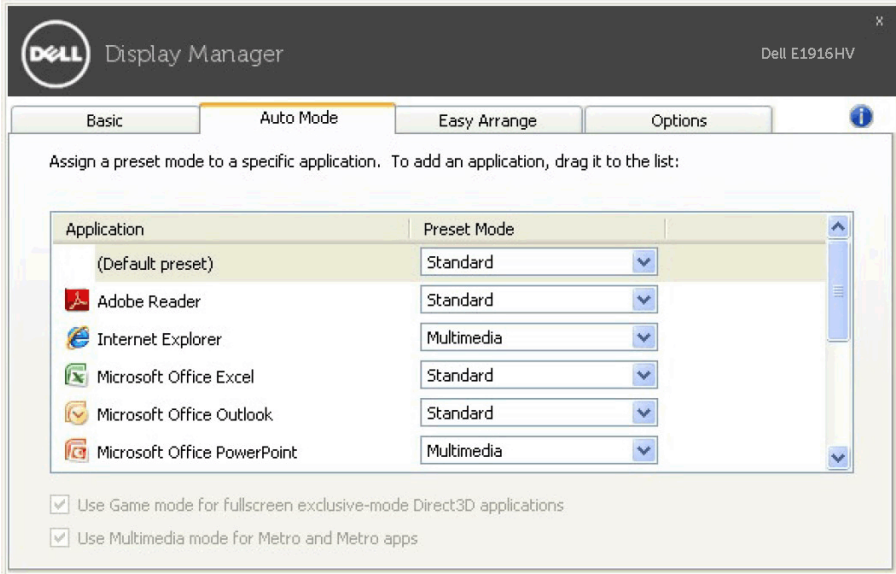 DELL Display Manager
x
Dell E1916HV
Basic Auto Mode Easy Arrange Options
Assign a preset mode to a specific application. To add an application, drag it to the list:
Application Preset Mode
(Default preset) Standard
Adobe Reader Standard
Internet Explorer Multimedia
Microsoft Office Excel Standard
Microsoft Office Outlook Standard
Microsoft Office PowerPoint Multimedia
Use Game mode for fullscreen exclusive-mode Direct3D applications
Use Multimedia mode for Metro and Metro apps